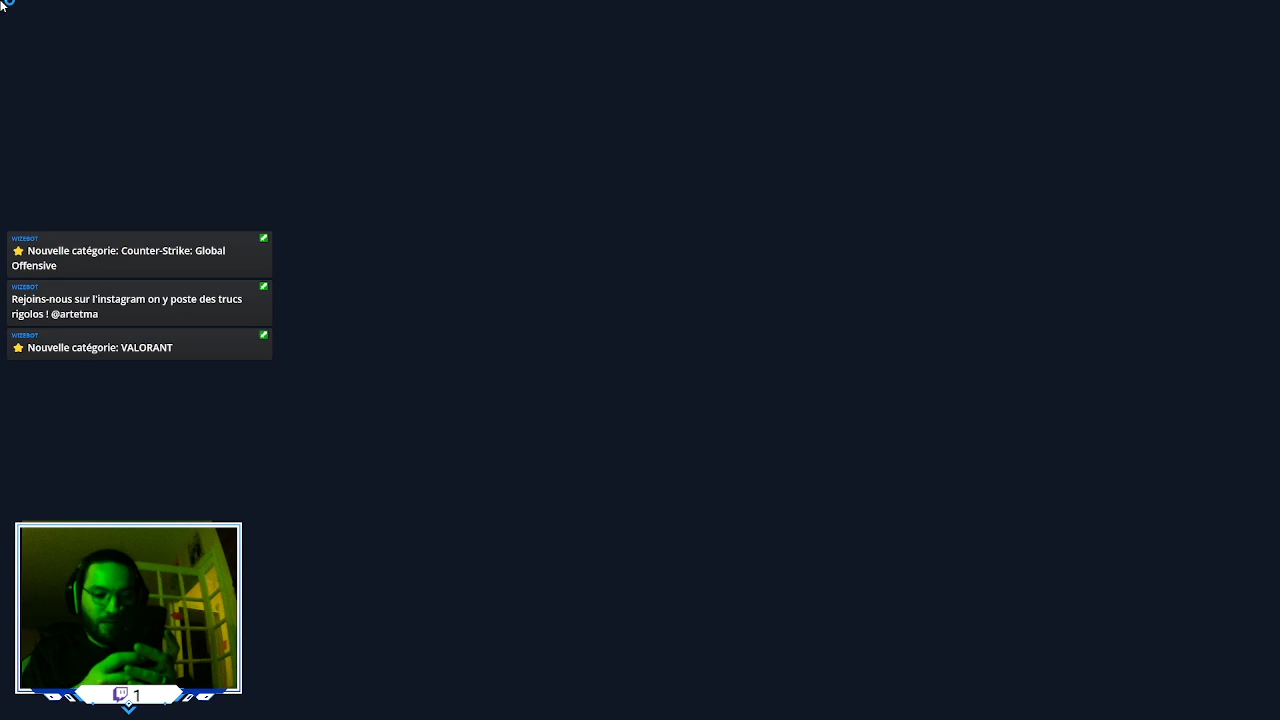 WIZEBOT
⭐ Nouvelle catégorie: Counter-Strike: Global
Offensive
WIZEBOT
Rejoins-nous sur l'instagram on y poste des trucs
rigolos ! @artetma
WIZEBOT
⭐ Nouvelle catégorie: VALORANT
1